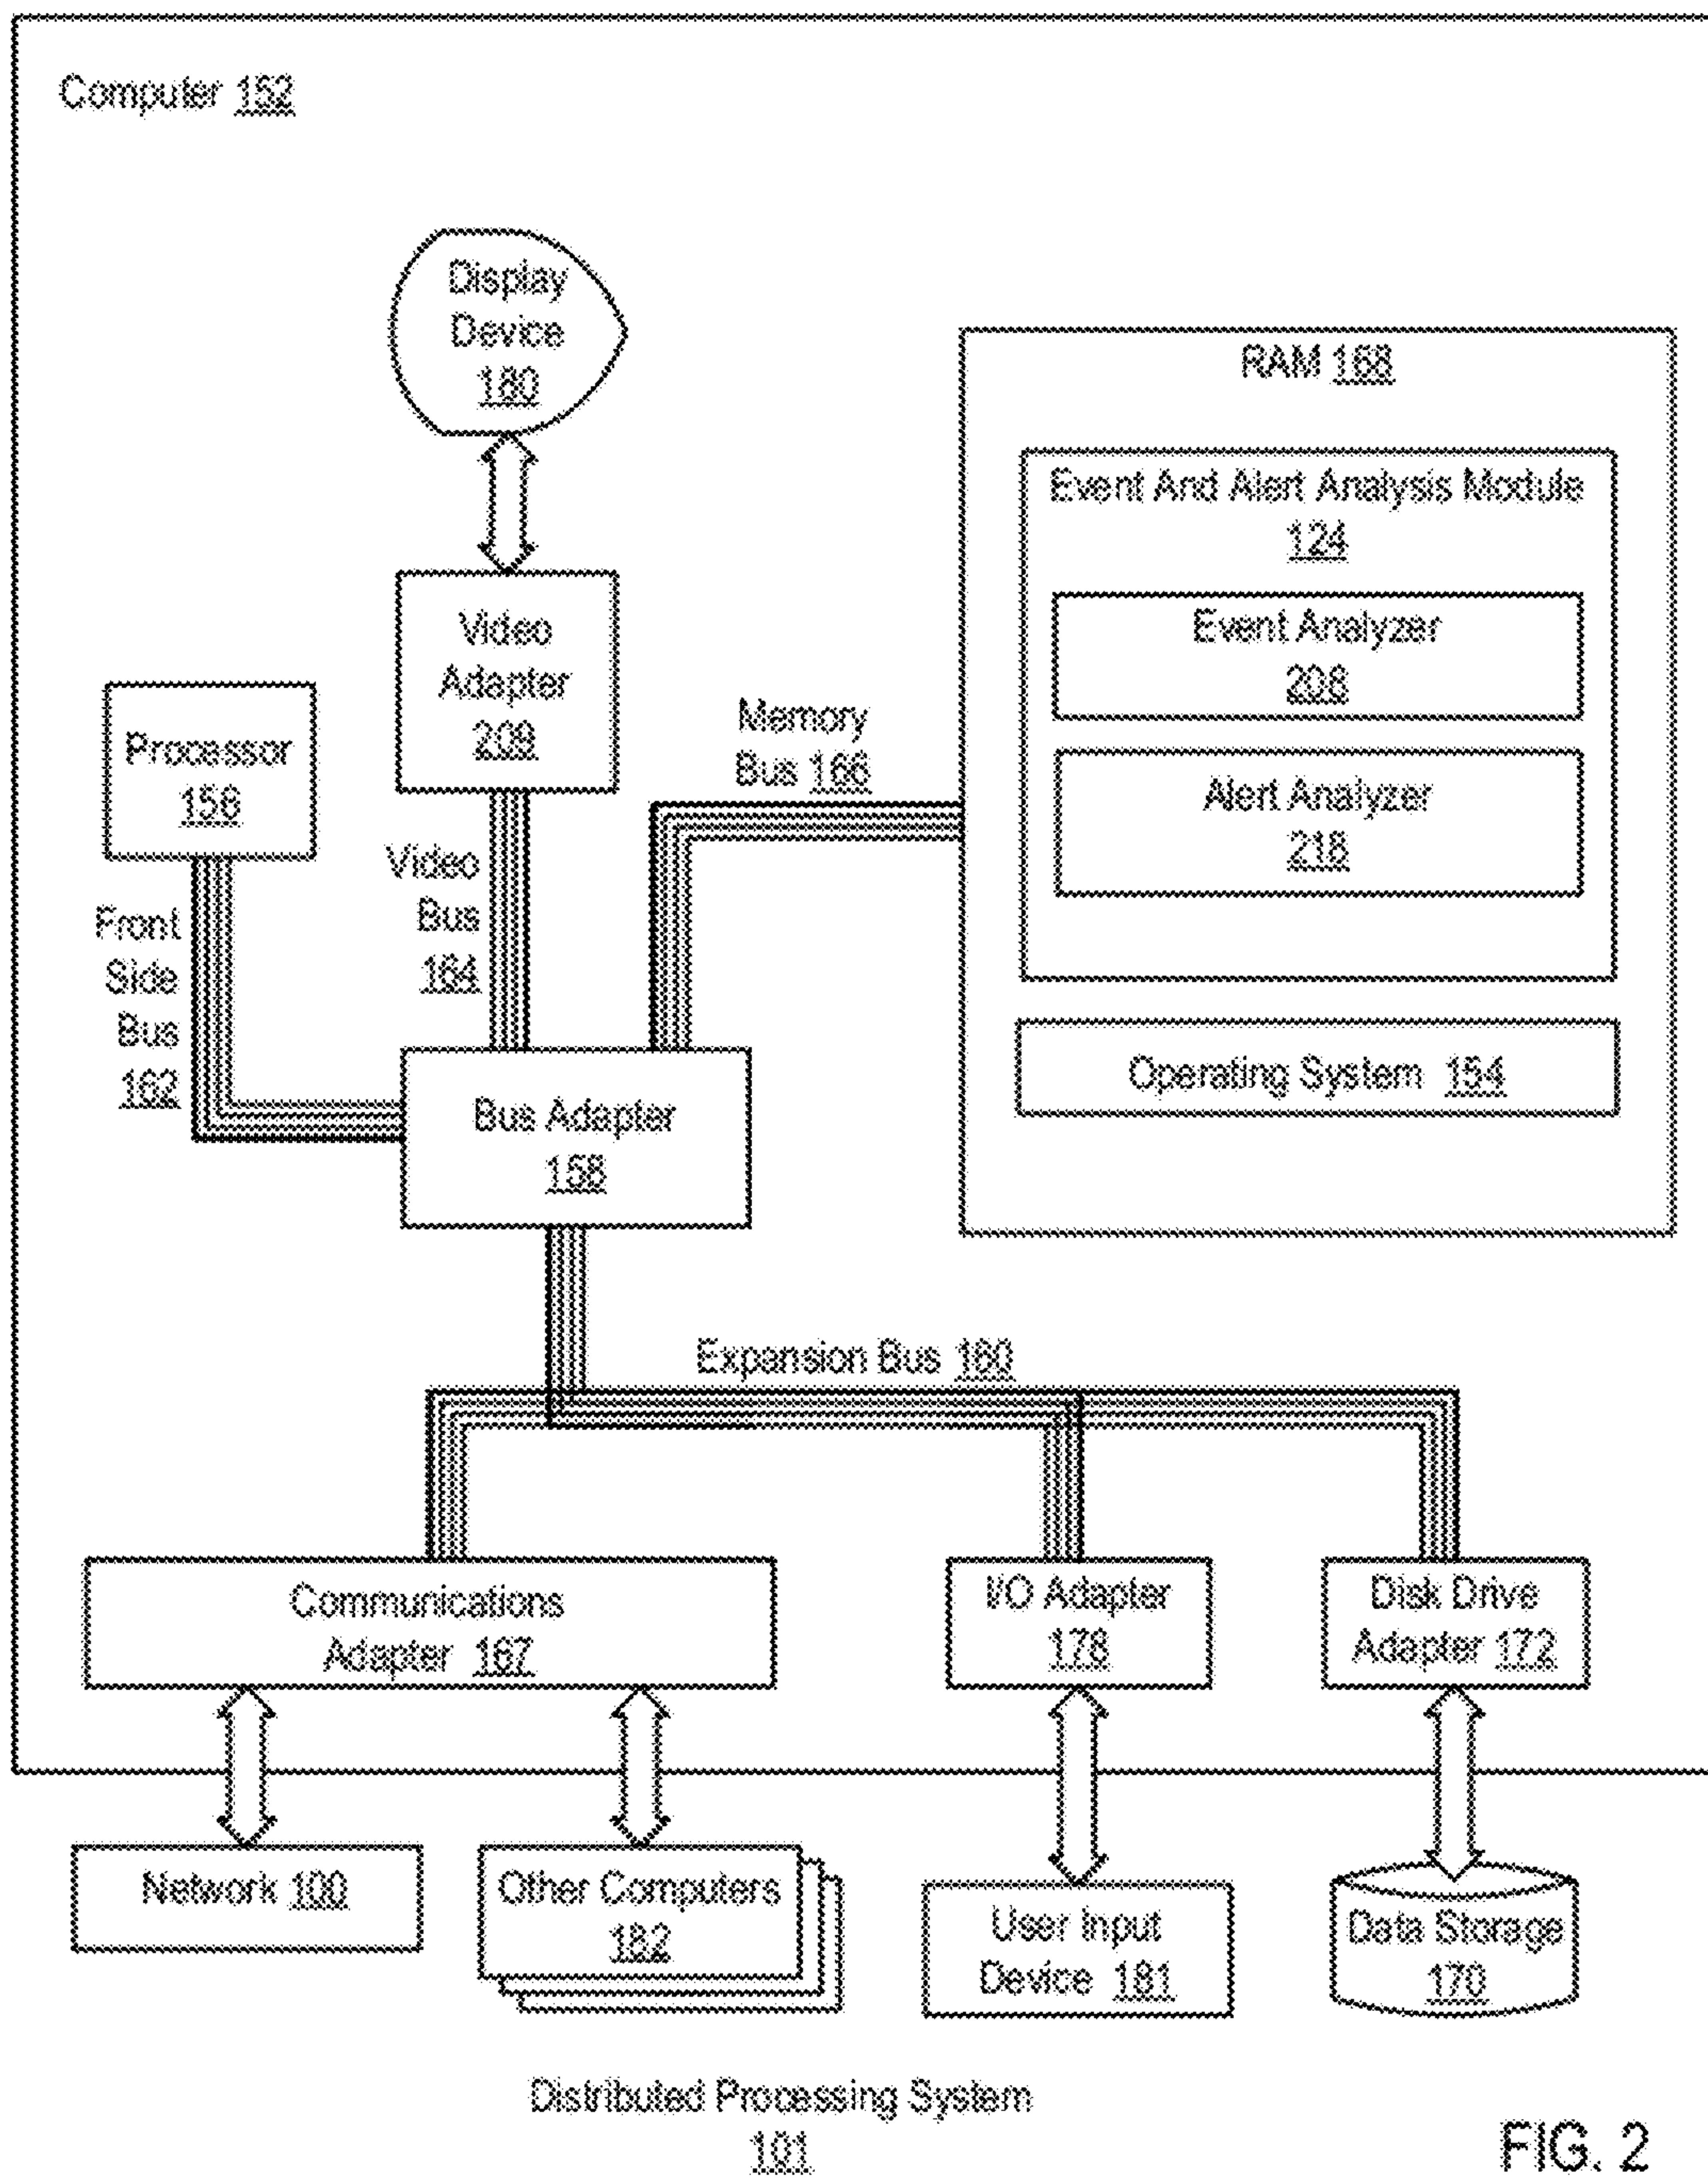 Computer 152
Display
Device
180
RAM 168
Event And Alert Analysis Module
124
Event Analyzer
208
Alert Analyzer
218
Operating System 154
Video
Adapter
209
Processor
156
Memory
Bus 166
Video
Bus
164
Front
Side
Bus
162
Bus Adapter
158
Expansion Bus 160
Communications
Adapter 167
I/O Adapter
178
Disk Drive
Adapter 172
Network 100
Other Computers
182
User Input
Device 181
Data Storage
170
Distributed Processing System
101
FIG. 2